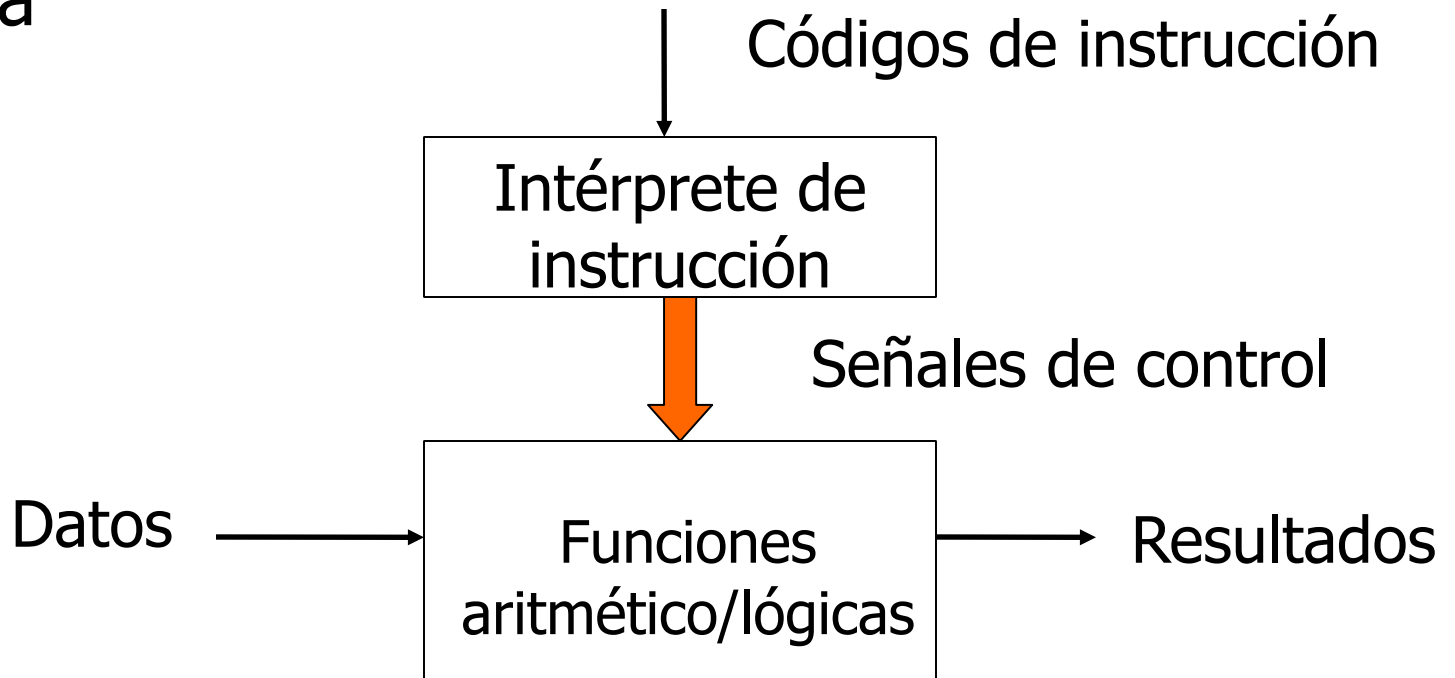 a
Códigos de instrucción
Intérprete de
instrucción
Señales de control
Datos
Funciones
aritmético/lógicas
Resultados